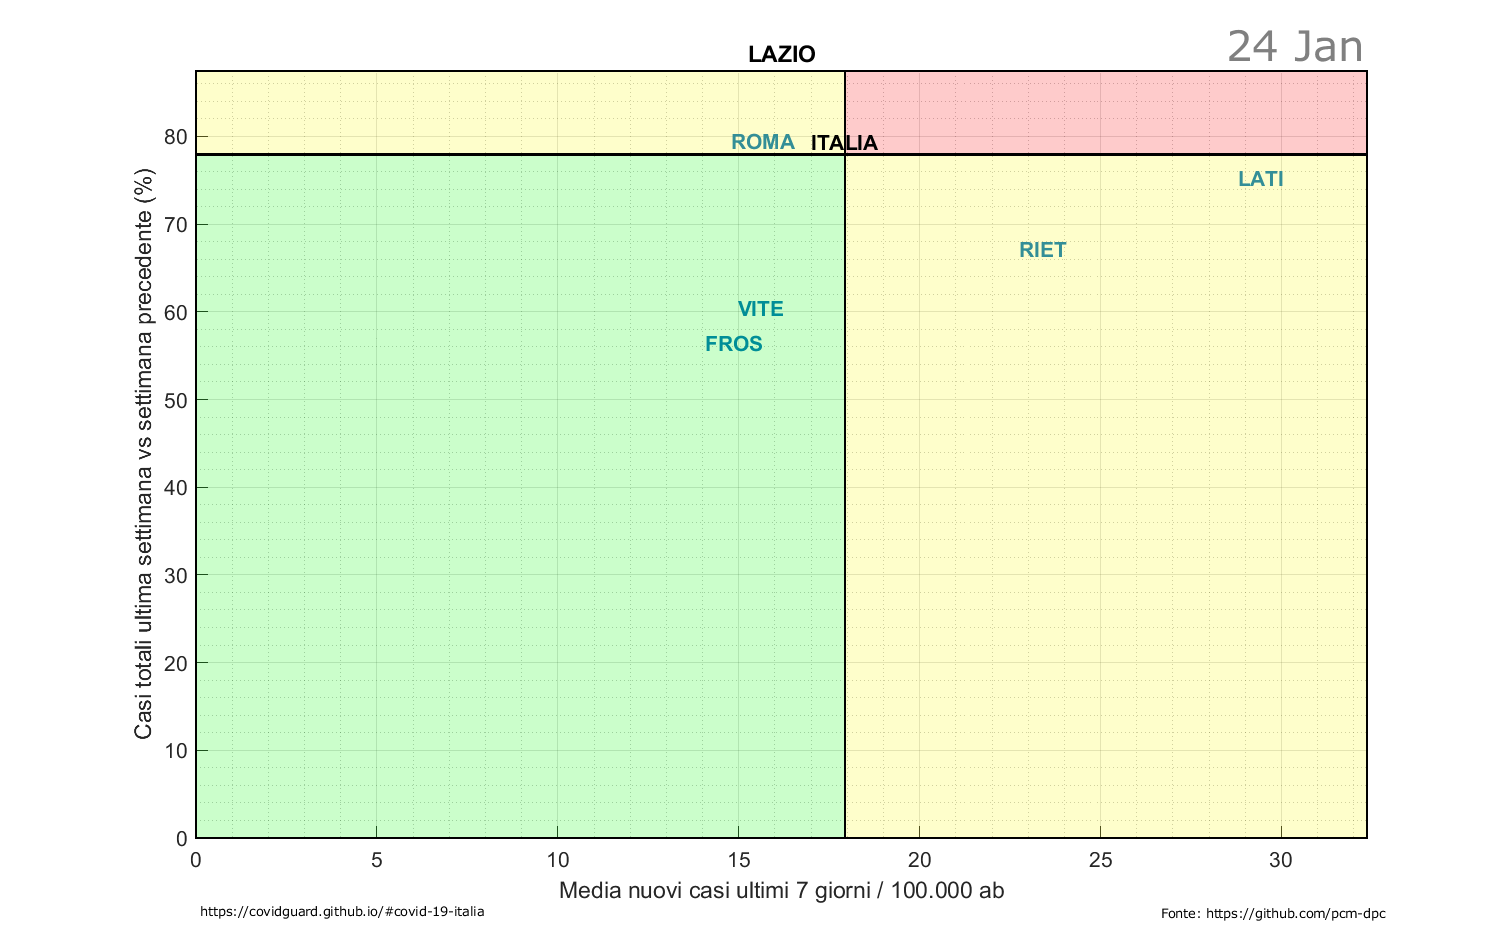 LAZIO
24 Jan
Casi totali ultima settimana vs settimana precedente (%)
80
70
60
50
40
30
20
10
0
ROMA
ITALIA
LATI
RIET
VITE
FROS
0 5 10 15 20 25 30
Media nuovi casi ultimi 7 giorni / 100.000 ab
https://covidguard.github.io/#covid-19-italia
Fonte: https://github.com/pcm-dpc